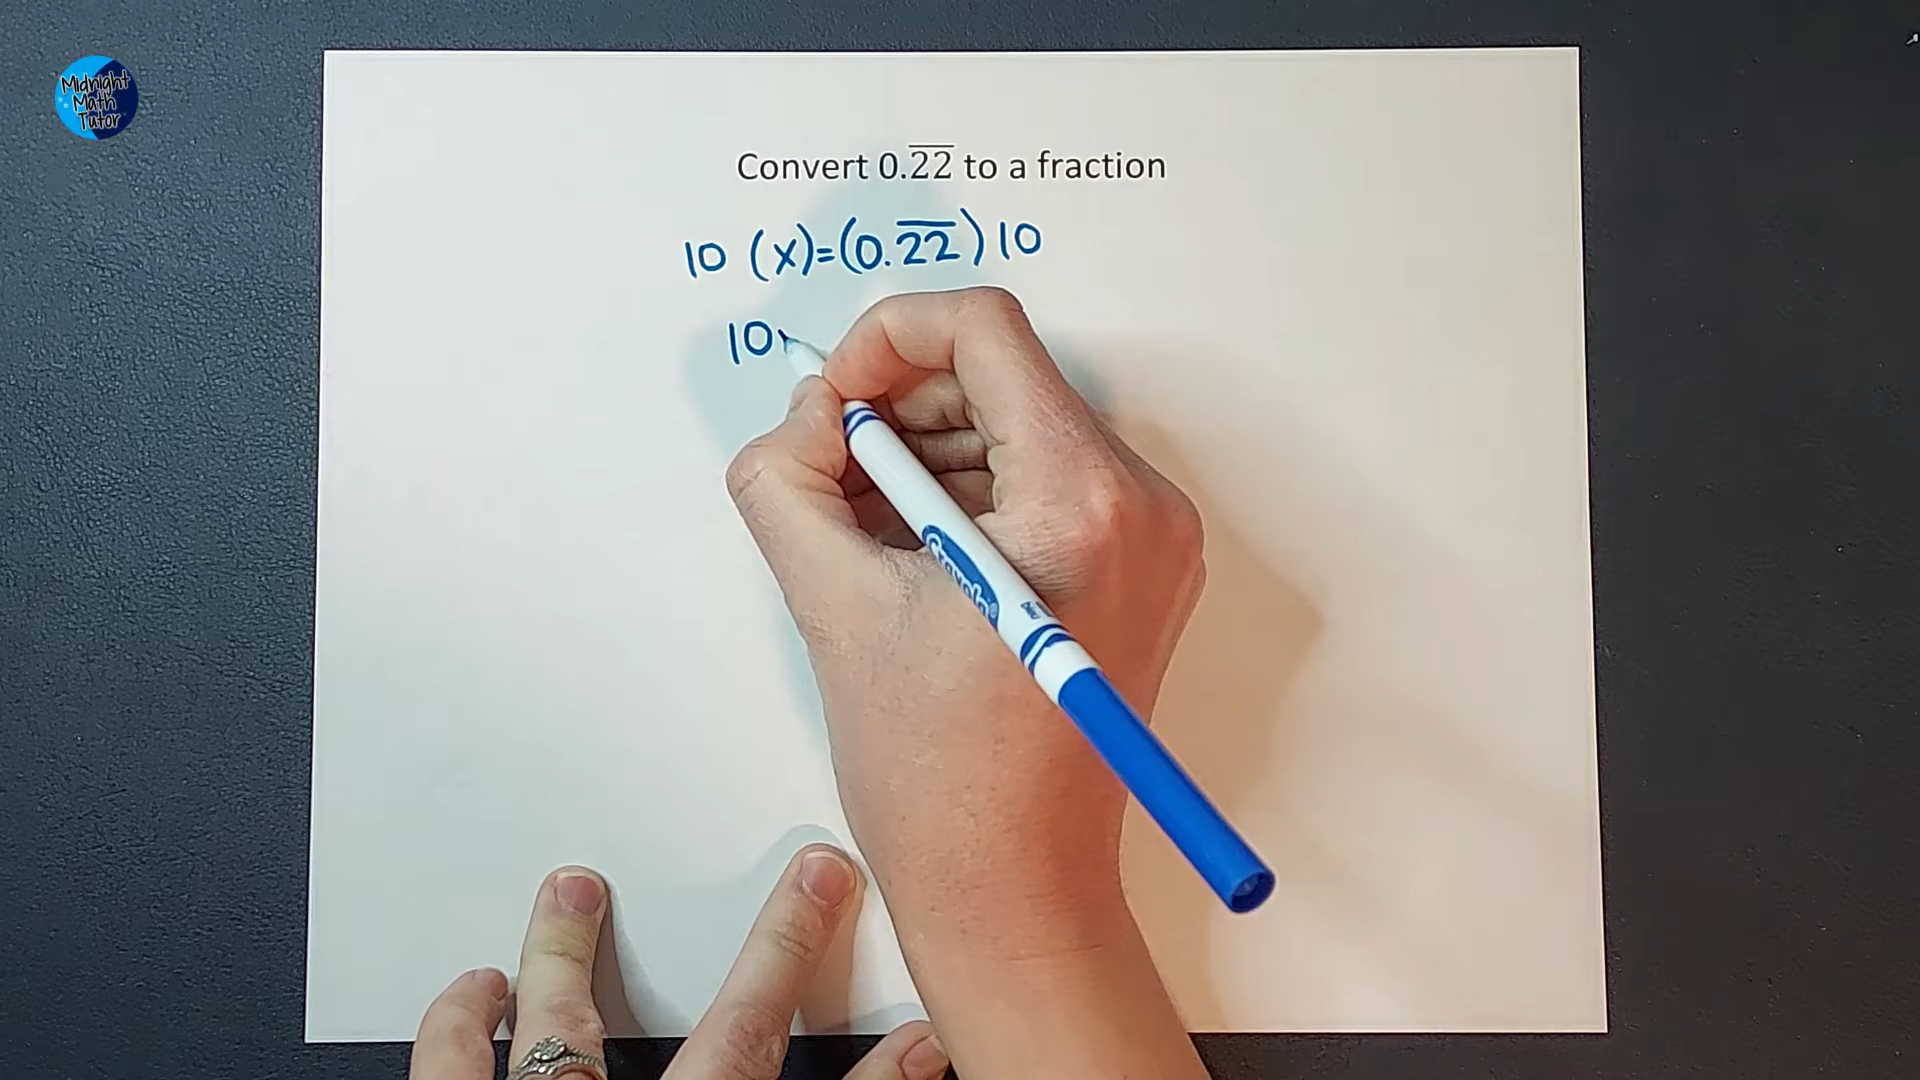 Midnight
Math
Tutor
Convert 0.2̅2̅ to a fraction
10 (x)=(0.2̅2̅)10
10
Crayola®